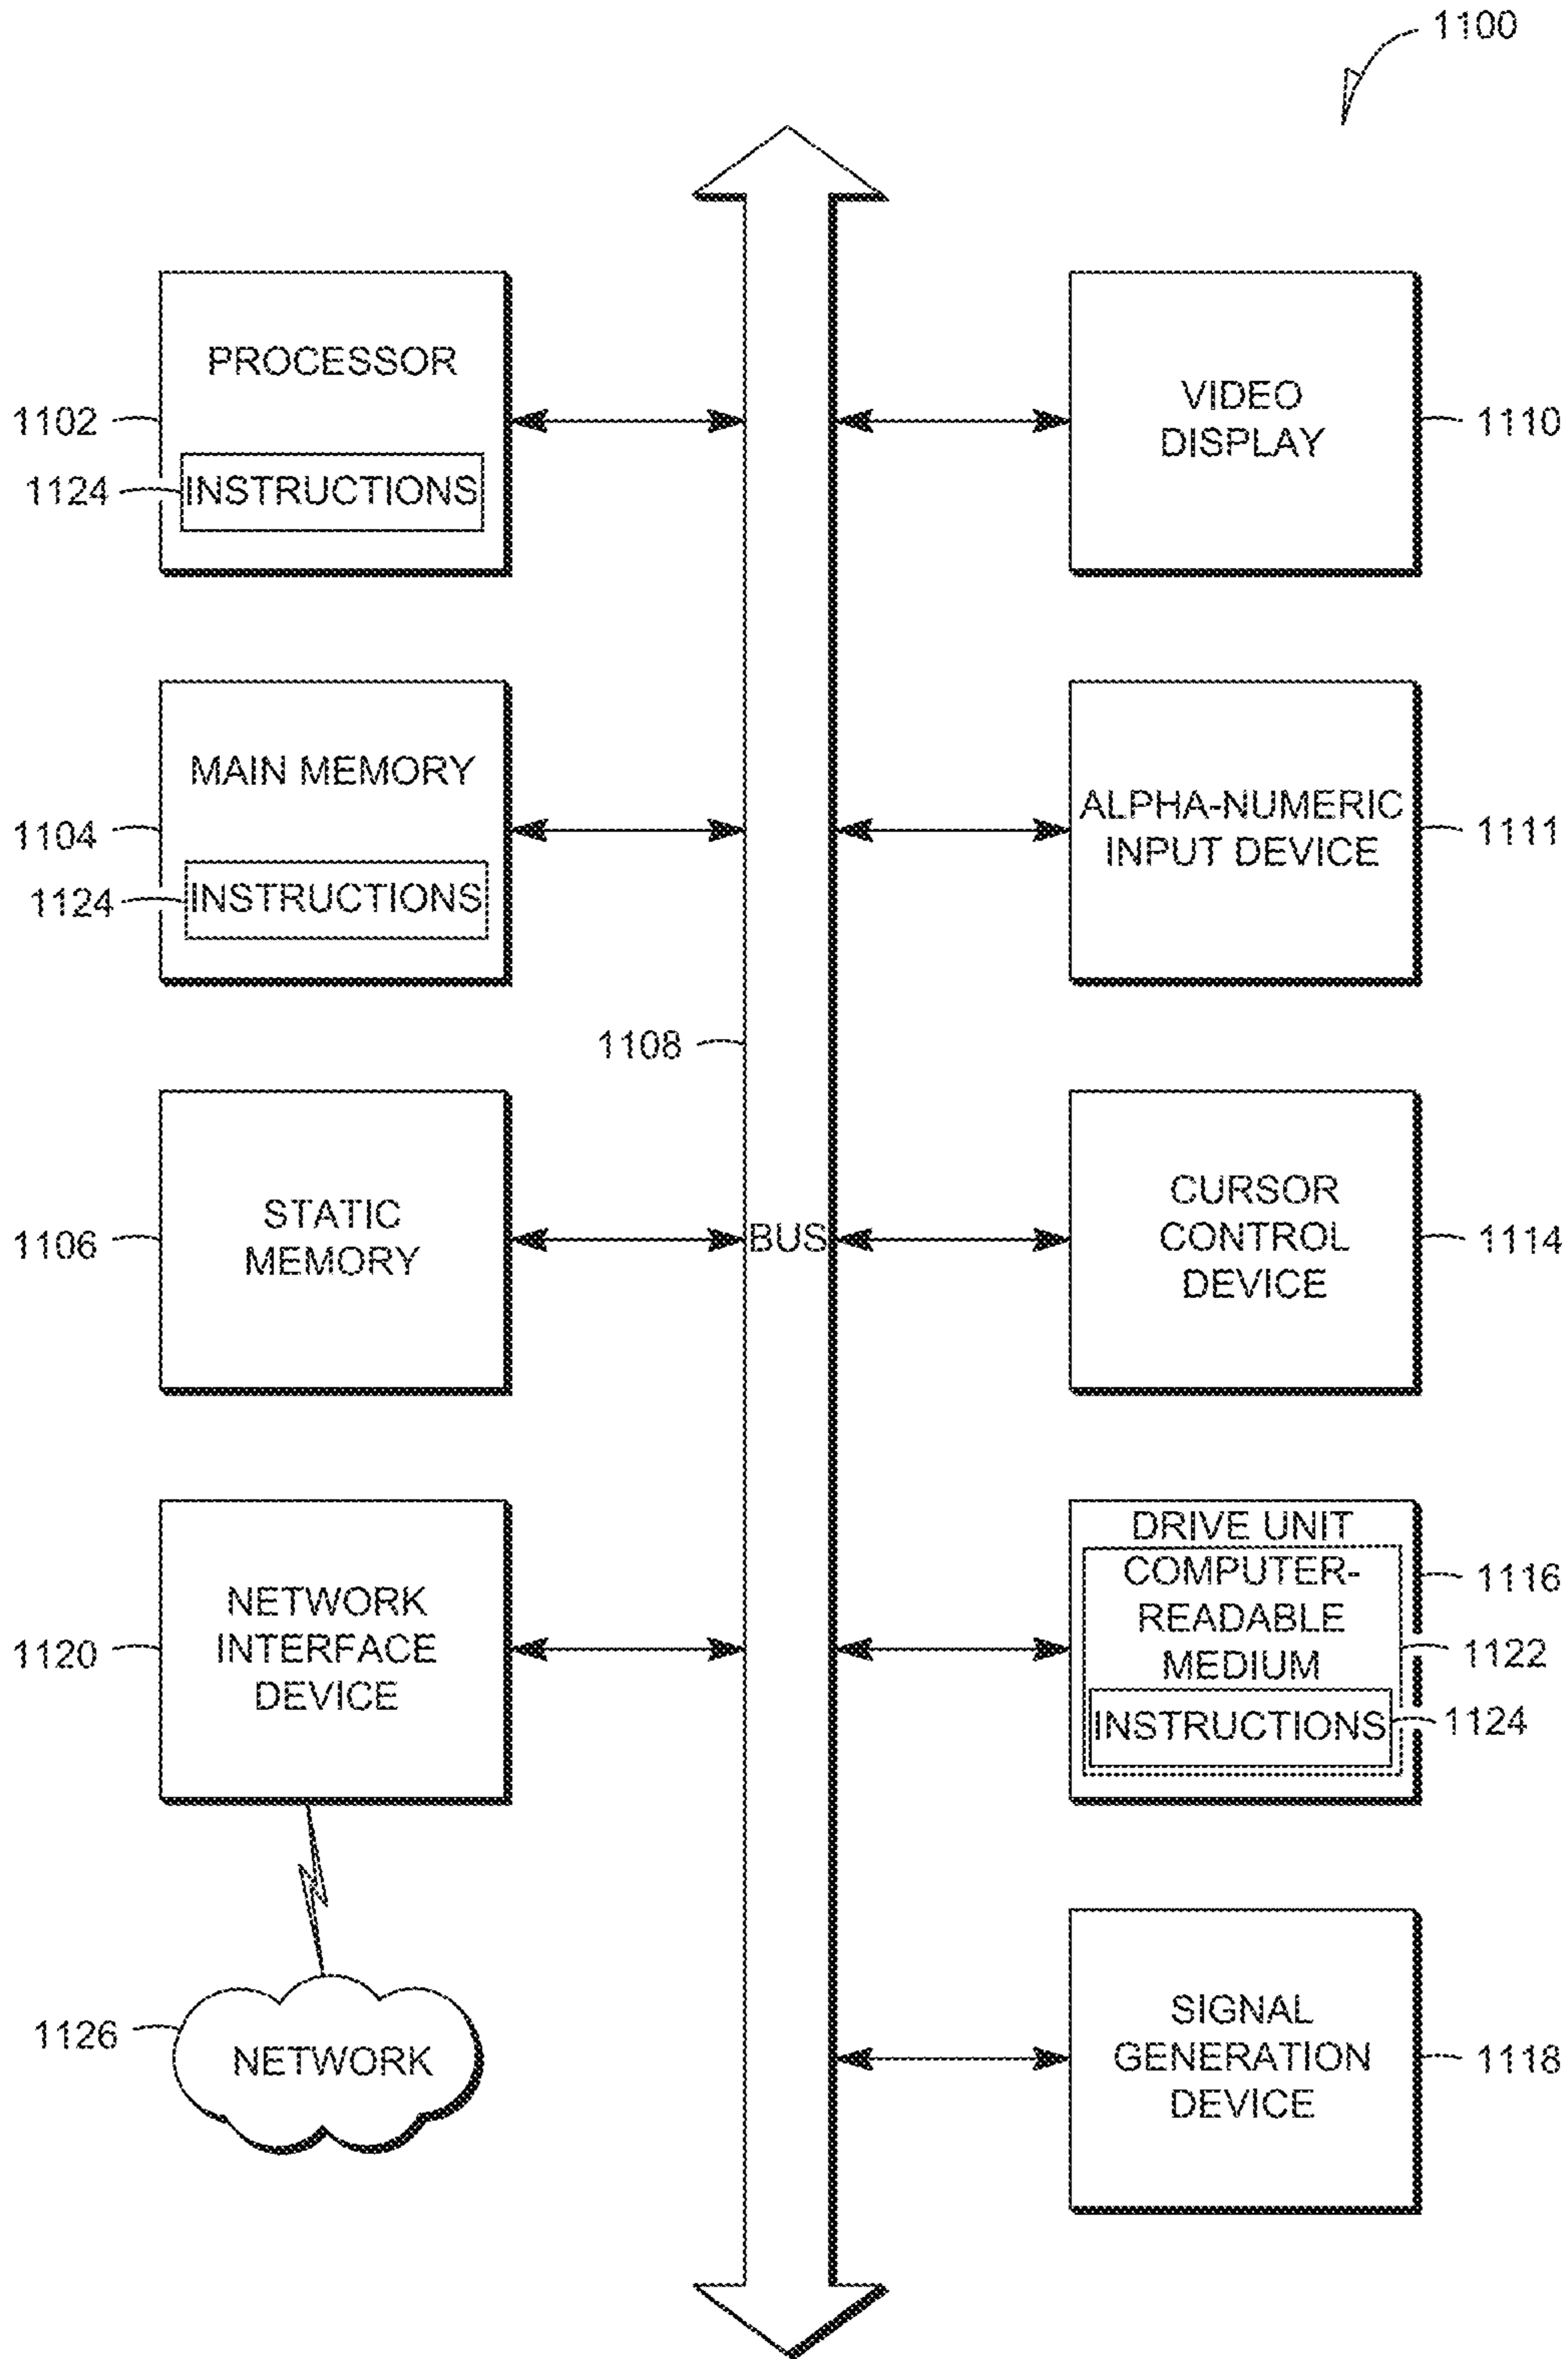 1100
PROCESSOR
1102
1124
INSTRUCTIONS
VIDEO
DISPLAY
1110
MAIN MEMORY
1104
1124
INSTRUCTIONS
ALPHA-NUMERIC
INPUT DEVICE
1111
1108
STATIC
MEMORY
1106
BUS
CURSOR
CONTROL
DEVICE
1114
NETWORK
INTERFACE
DEVICE
1120
DRIVE UNIT
COMPUTER-
READABLE
MEDIUM
1116
1122
INSTRUCTIONS
1124
1126
NETWORK
SIGNAL
GENERATION
DEVICE
1118